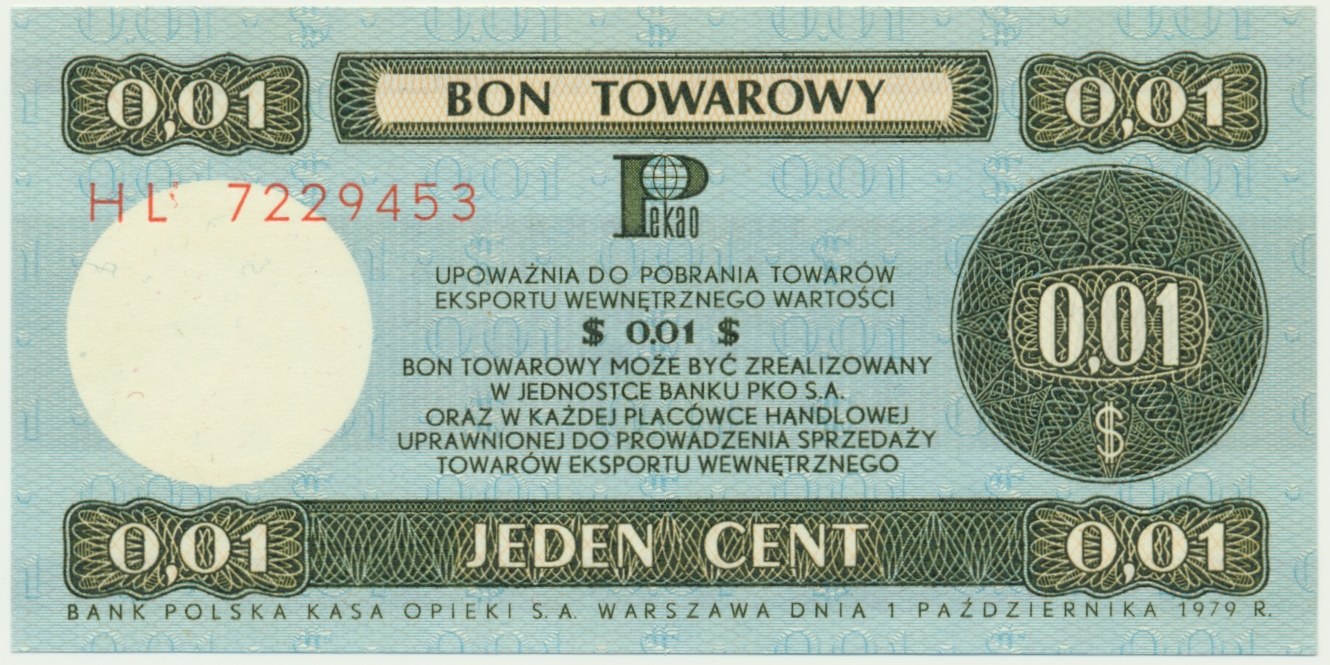 0,01 BON TOWAROWY 0,01
Pekao
HL 7229453
UPOWAŻNIA DO POBRANIA TOWARÓW
EKSPORTU WEWNĘTRZNEGO WARTOŚCI
$ 0.01 $
BON TOWAROWY MOŻE BYĆ ZREALIZOWANY
W JEDNOSTCE BANKU PKO S.A.
ORAZ W KAŻDEJ PLACÓWCE HANDLOWEJ
UPRAWNIONEJ DO PROWADZENIA SPRZEDAŻY
TOWARÓW EKSPORTU WEWNĘTRZNEGO
0,01
$
0,01 JEDEN CENT 0,01
BANK POLSKA KASA OPIEKI S.A. WARSZAWA DNIA 1 PAŹDZIERNIKA 1979 R.